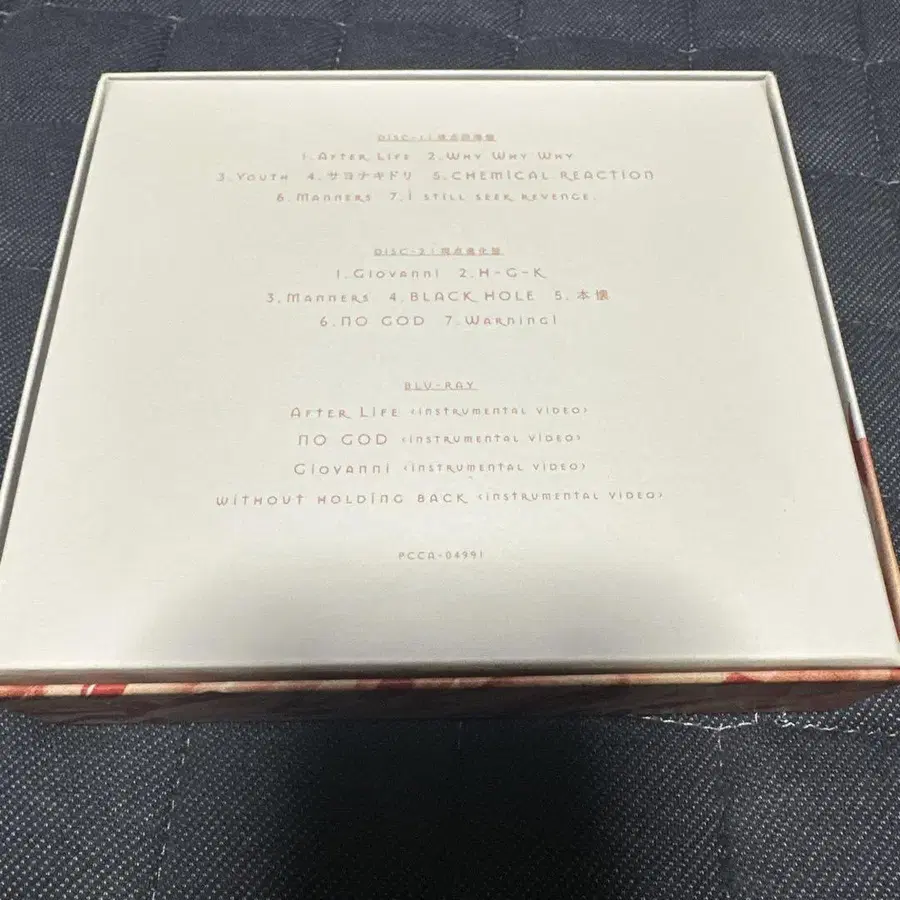 DISC-1
1.AFTER LIFE 2.WHY WHY WHY
3.YOUTH 4.サヨナキドリ 5.CHEMICAL REACTION
6.MANNERS 7.I STILL SEEK REVENGE.
DISC-2
1.GIOVANNI 2.H-G-K
3.MANNERS 4.BLACK HOLE 5.本懐
6.NO GOD 7.WARNING!
BLU-RAY
AFTER LIFE <INSTRUMENTAL VIDEO>
NO GOD <INSTRUMENTAL VIDEO>
GIOVANNI <INSTRUMENTAL VIDEO>
WITHOUT HOLDING BACK <INSTRUMENTAL VIDEO>
PCCA-04991